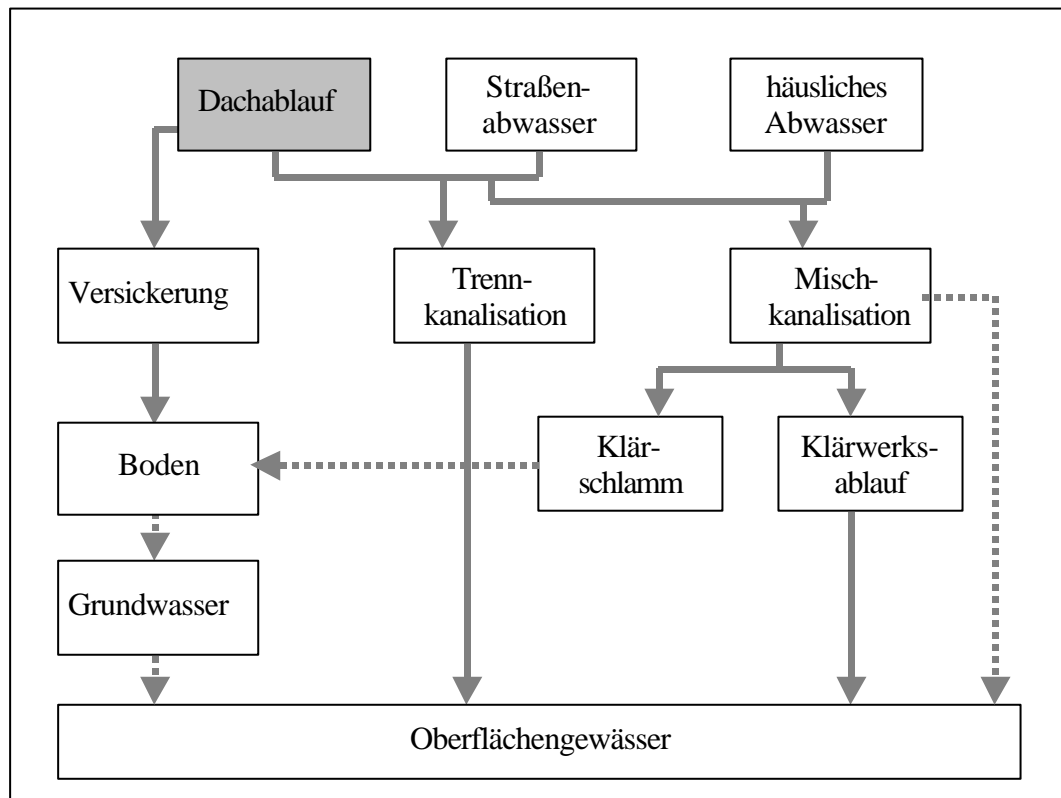 Dachablauf
Straßen-
abwasser
häusliches
Abwasser
Versickerung
Trenn-
kanalisation
Misch-
kanalisation
Boden
Klär-
schlamm
Klärwerks-
ablauf
Grundwasser
Oberflächengewässer